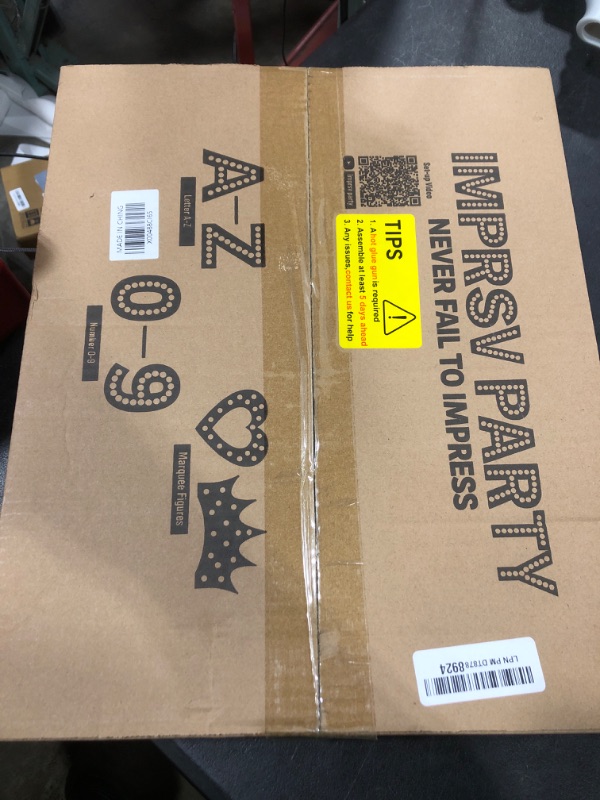 IMPRSV PARTY
NEVER FAIL TO IMPRESS
Set-up Video
TIPS
1. A hot glue gun is required
2. Assemble at least 5 days ahead
3. Any issues, contact us for help
A-Z
Letter A-Z
0-9
Number 0-9
Marquee Figures
MADE IN CHINA
LPN PM DT878 8924